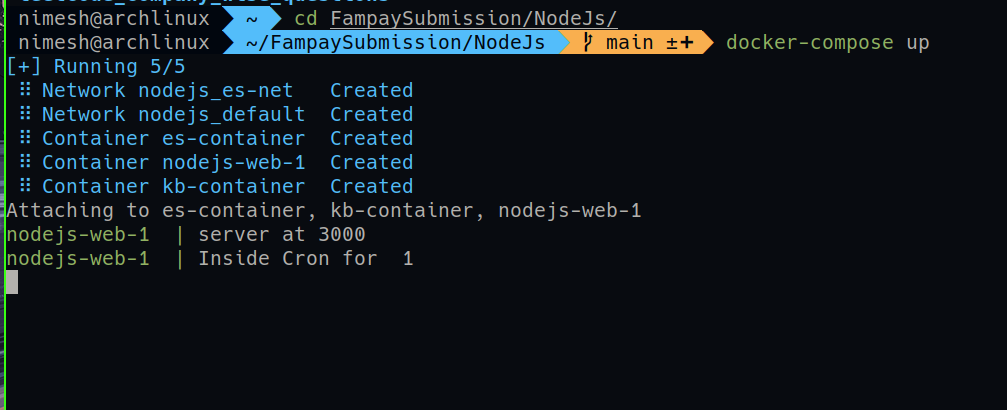 nimesh@archlinux ~ cd FampaySubmission/NodeJs/
nimesh@archlinux ~/FampaySubmission/NodeJs main ±+ docker-compose up
[+] Running 5/5
⠿ Network nodejs_es-net Created
⠿ Network nodejs_default Created
⠿ Container es-container Created
⠿ Container nodejs-web-1 Created
⠿ Container kb-container Created
Attaching to es-container, kb-container, nodejs-web-1
nodejs-web-1 | server at 3000
nodejs-web-1 | Inside Cron for 1